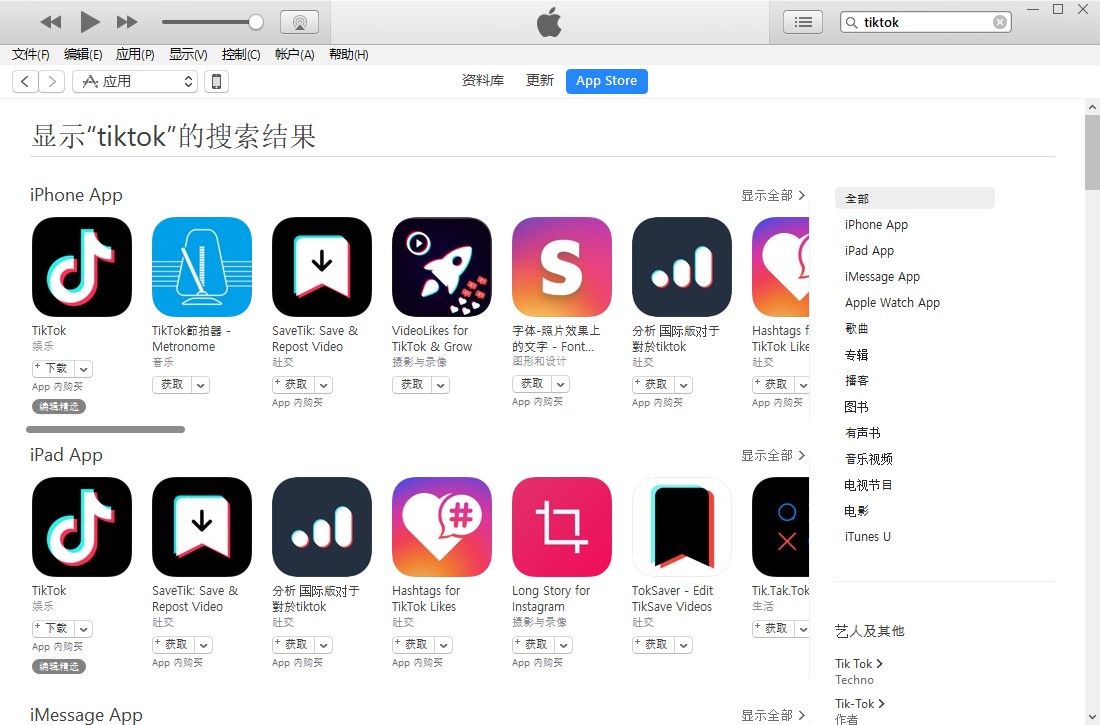 tiktok
文件(F) 编辑(E) 应用(P) 显示(V) 控制(C) 帐户(A) 帮助(H)
应用 资料库 更新 App Store
显示“tiktok”的搜索结果
iPhone App 显示全部
TikTok
娱乐
+ 下载
App 内购买
编辑精选
TikTok節拍器 -
Metronome
音乐
获取
SaveTik: Save &
Repost Video
社交
+ 获取
App 内购买
VideoLikes for
TikTok & Grow
摄影与录像
获取
S
字体-照片效果上
的文字 - Font...
图形和设计
获取
App 内购买
分析 国际版对于
對於tiktok
社交
+ 获取
App 内购买
Hashtags f
TikTok Like
社交
+ 获取
App 内购买
iPad App 显示全部
TikTok
娱乐
+ 下载
App 内购买
编辑精选
SaveTik: Save &
Repost Video
社交
+ 获取
App 内购买
分析 国际版对于
對於tiktok
社交
+ 获取
App 内购买
#
Hashtags for
TikTok Likes
社交
+ 获取
App 内购买
Long Story for
Instagram
摄影与录像
+ 获取
App 内购买
TokSaver - Edit
TikSave Videos
社交
+ 获取
Tik.Tak.Tok
生活
+ 获取
iMessage App 显示全部
全部
iPhone App
iPad App
iMessage App
Apple Watch App
歌曲
专辑
播客
图书
有声书
音乐视频
电视节目
电影
iTunes U
艺人及其他
Tik Tok
Techno
Tik-Tok
作者